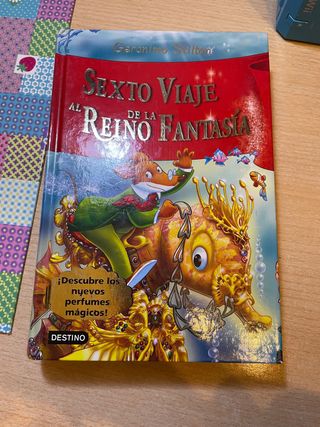 Geronimo Stilton
SEXTO VIAJE
AL REINO DE LA FANTASÍA
¡Descubre los
nuevos
perfumes
mágicos!
DESTINO